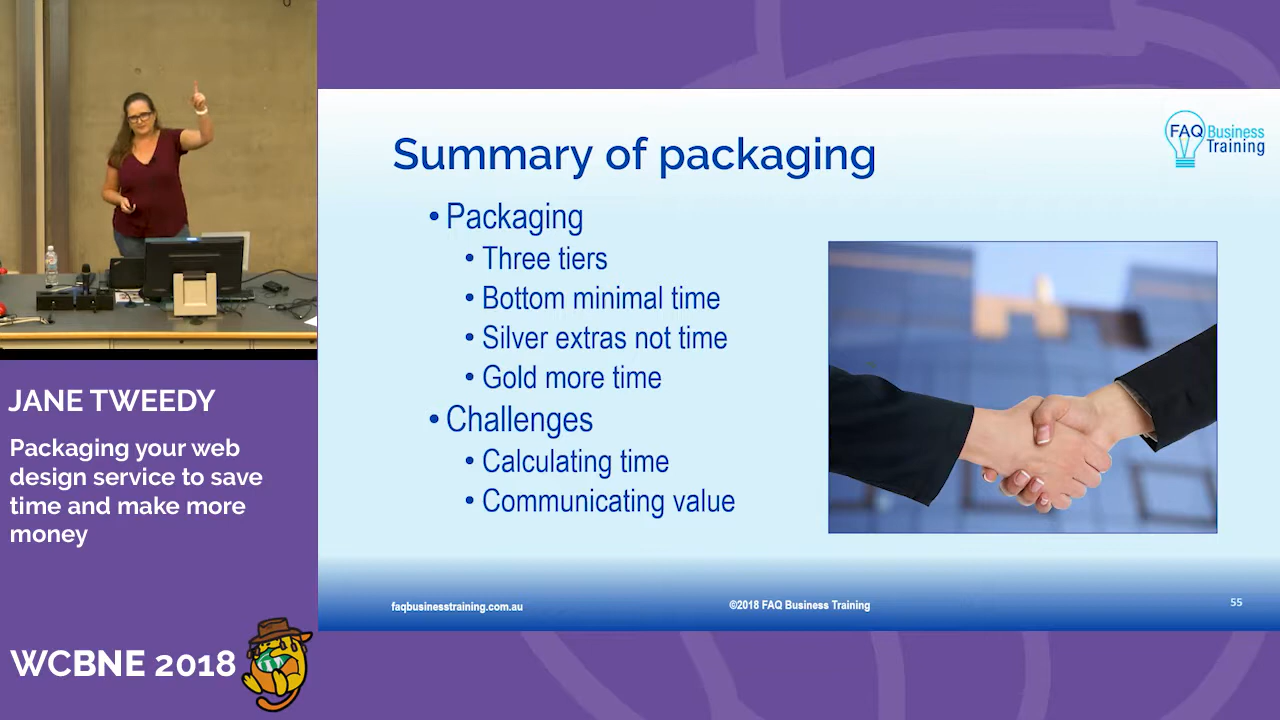 JANE TWEEDY
Packaging your web
design service to save
time and make more
money
WCBNE 2018
FAQ Business
Training
Summary of packaging
• Packaging
• Three tiers
• Bottom minimal time
• Silver extras not time
• Gold more time
• Challenges
• Calculating time
• Communicating value
faqbusinesstraining.com.au
©2018 FAQ Business Training
55